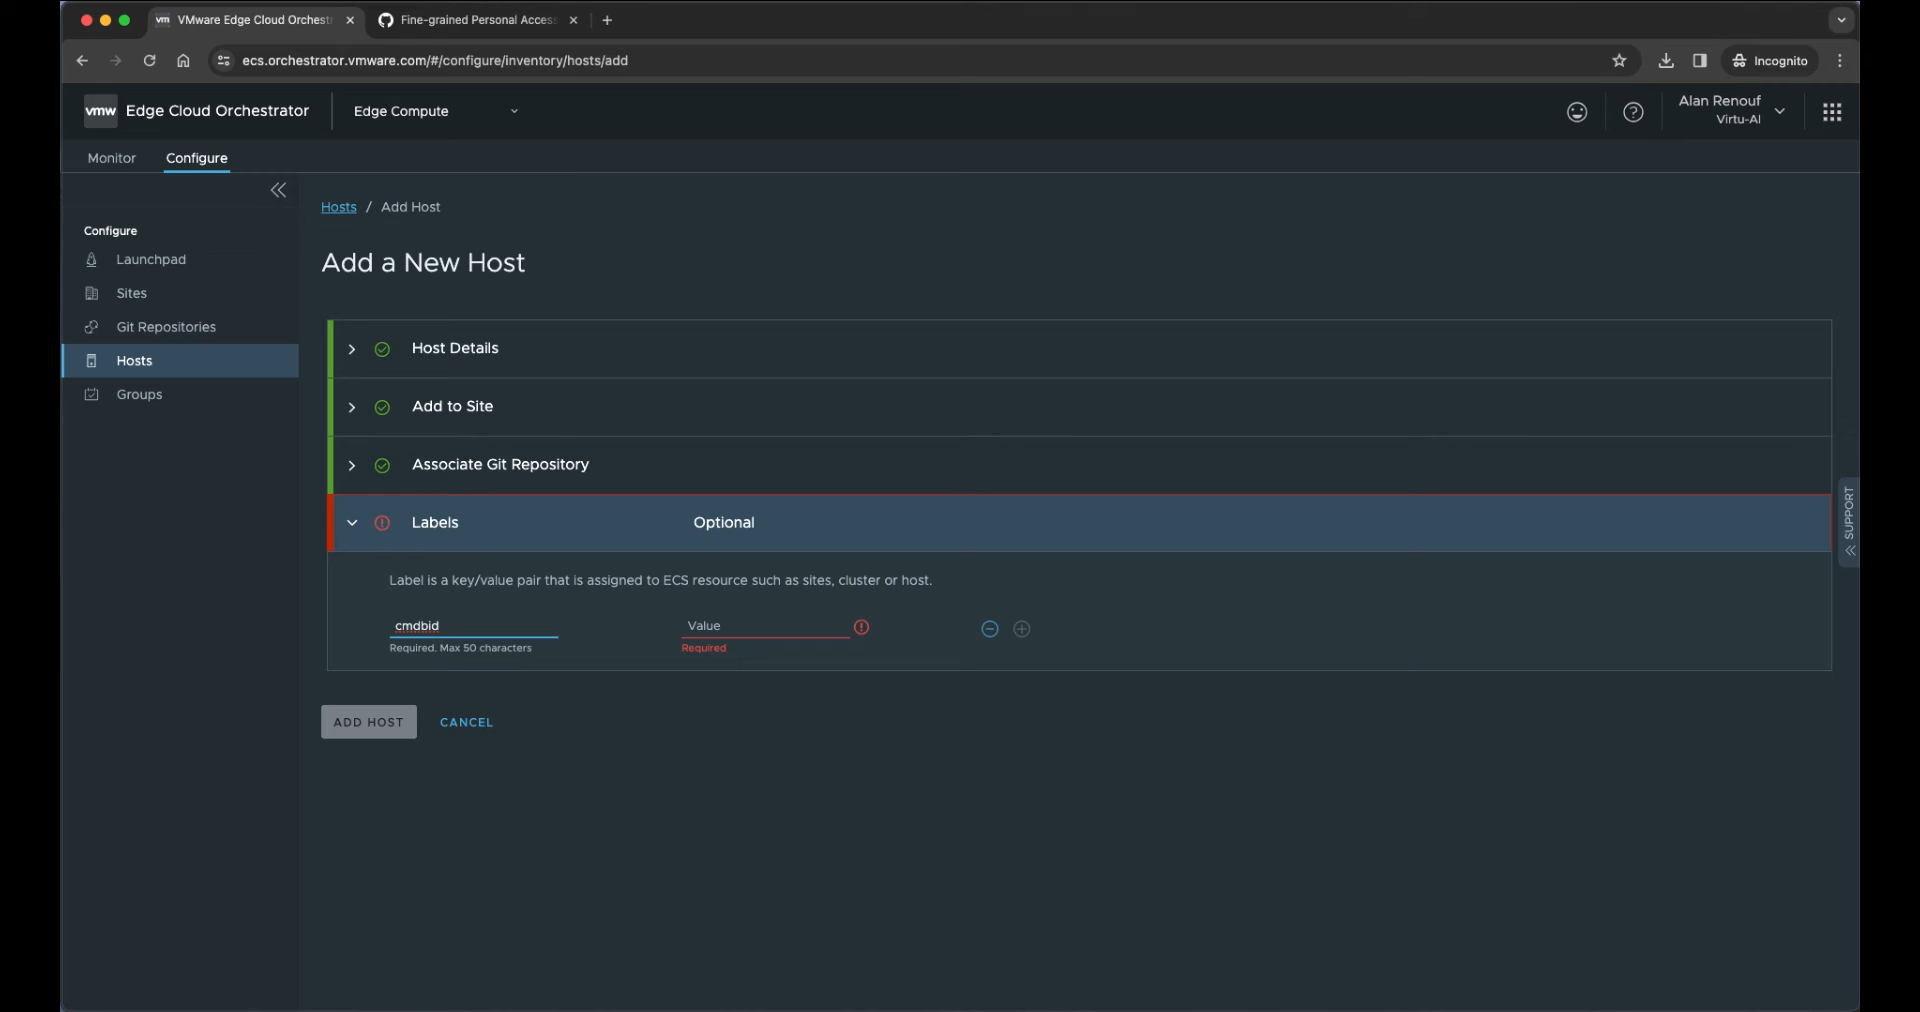 vmw VMware Edge Cloud Orchestr
Fine-grained Personal Access
ecs.orchestrator.vmware.com/#/configure/inventory/hosts/add
Incognito
vmw Edge Cloud Orchestrator
Edge Compute
Alan Renouf
Virtu-AI
Monitor
Configure
Hosts / Add Host
Configure
Launchpad
Sites
Git Repositories
Hosts
Groups
Add a New Host
Host Details
Add to Site
Associate Git Repository
Labels Optional
Label is a key/value pair that is assigned to ECS resource such as sites, cluster or host.
cmdbid Value
Required. Max 50 characters Required
ADD HOST CANCEL
SUPPORT